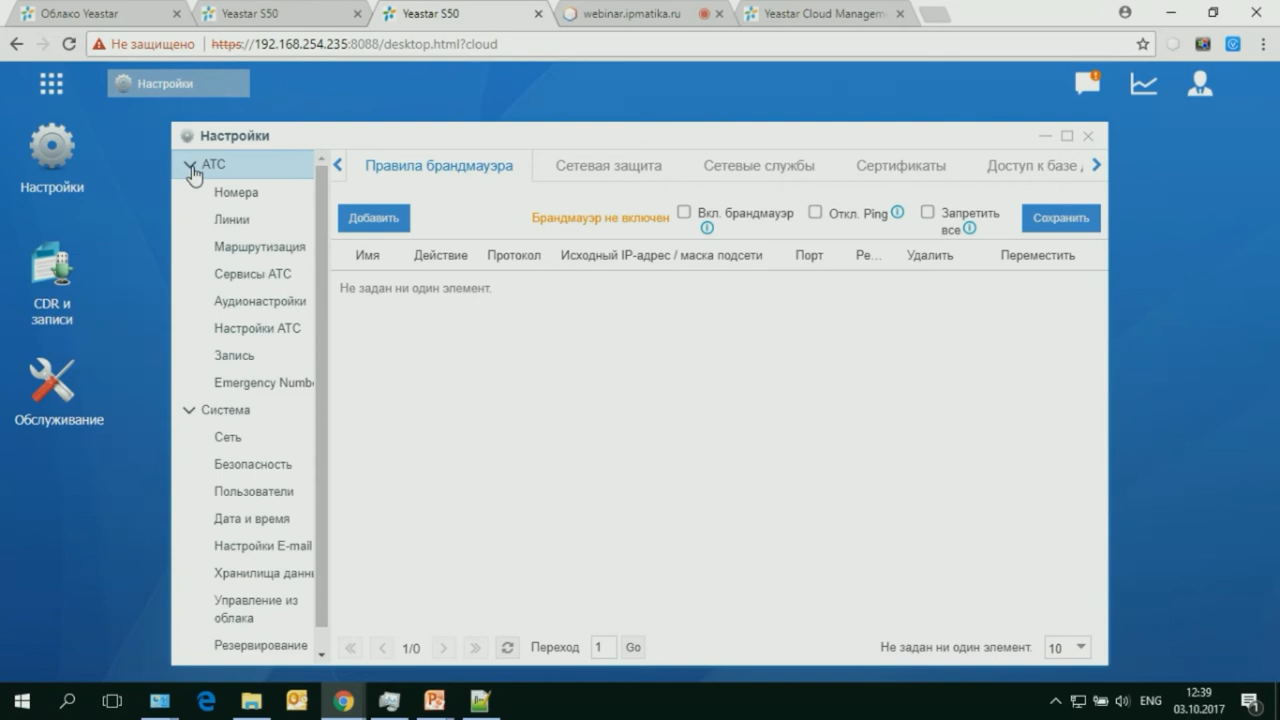 Облако Yeastar
Yeastar S50
Yeastar S50
webinar.ipmatika.ru
Yeastar Cloud Managem
Не защищено
https://192.168.254.235:8088/desktop.html?cloud
Настройки
Настройки
CDR и
записи
Обслуживание
Настройки
АТС
Номера
Линии
Маршрутизация
Сервисы АТС
Аудионастройки
Настройки АТС
Запись
Emergency Numb
Система
Сеть
Безопасность
Пользователи
Дата и время
Настройки E-mail
Хранилища данн
Управление из
облака
Резервирование
Правила брандмауэра
Сетевая защита
Сетевые службы
Сертификаты
Доступ к базе
Добавить
Брандмауэр не включен
Вкл. брандмауэр
Откл. Ping
Запретить
все
Сохранить
Имя
Действие
Протокол
Исходный IP-адрес / маска подсети
Порт
Ре...
Удалить
Переместить
Не задан ни один элемент.
1/0
Переход
1
Go
Не задан ни один элемент.
10
ENG
12:39
03.10.2017
1